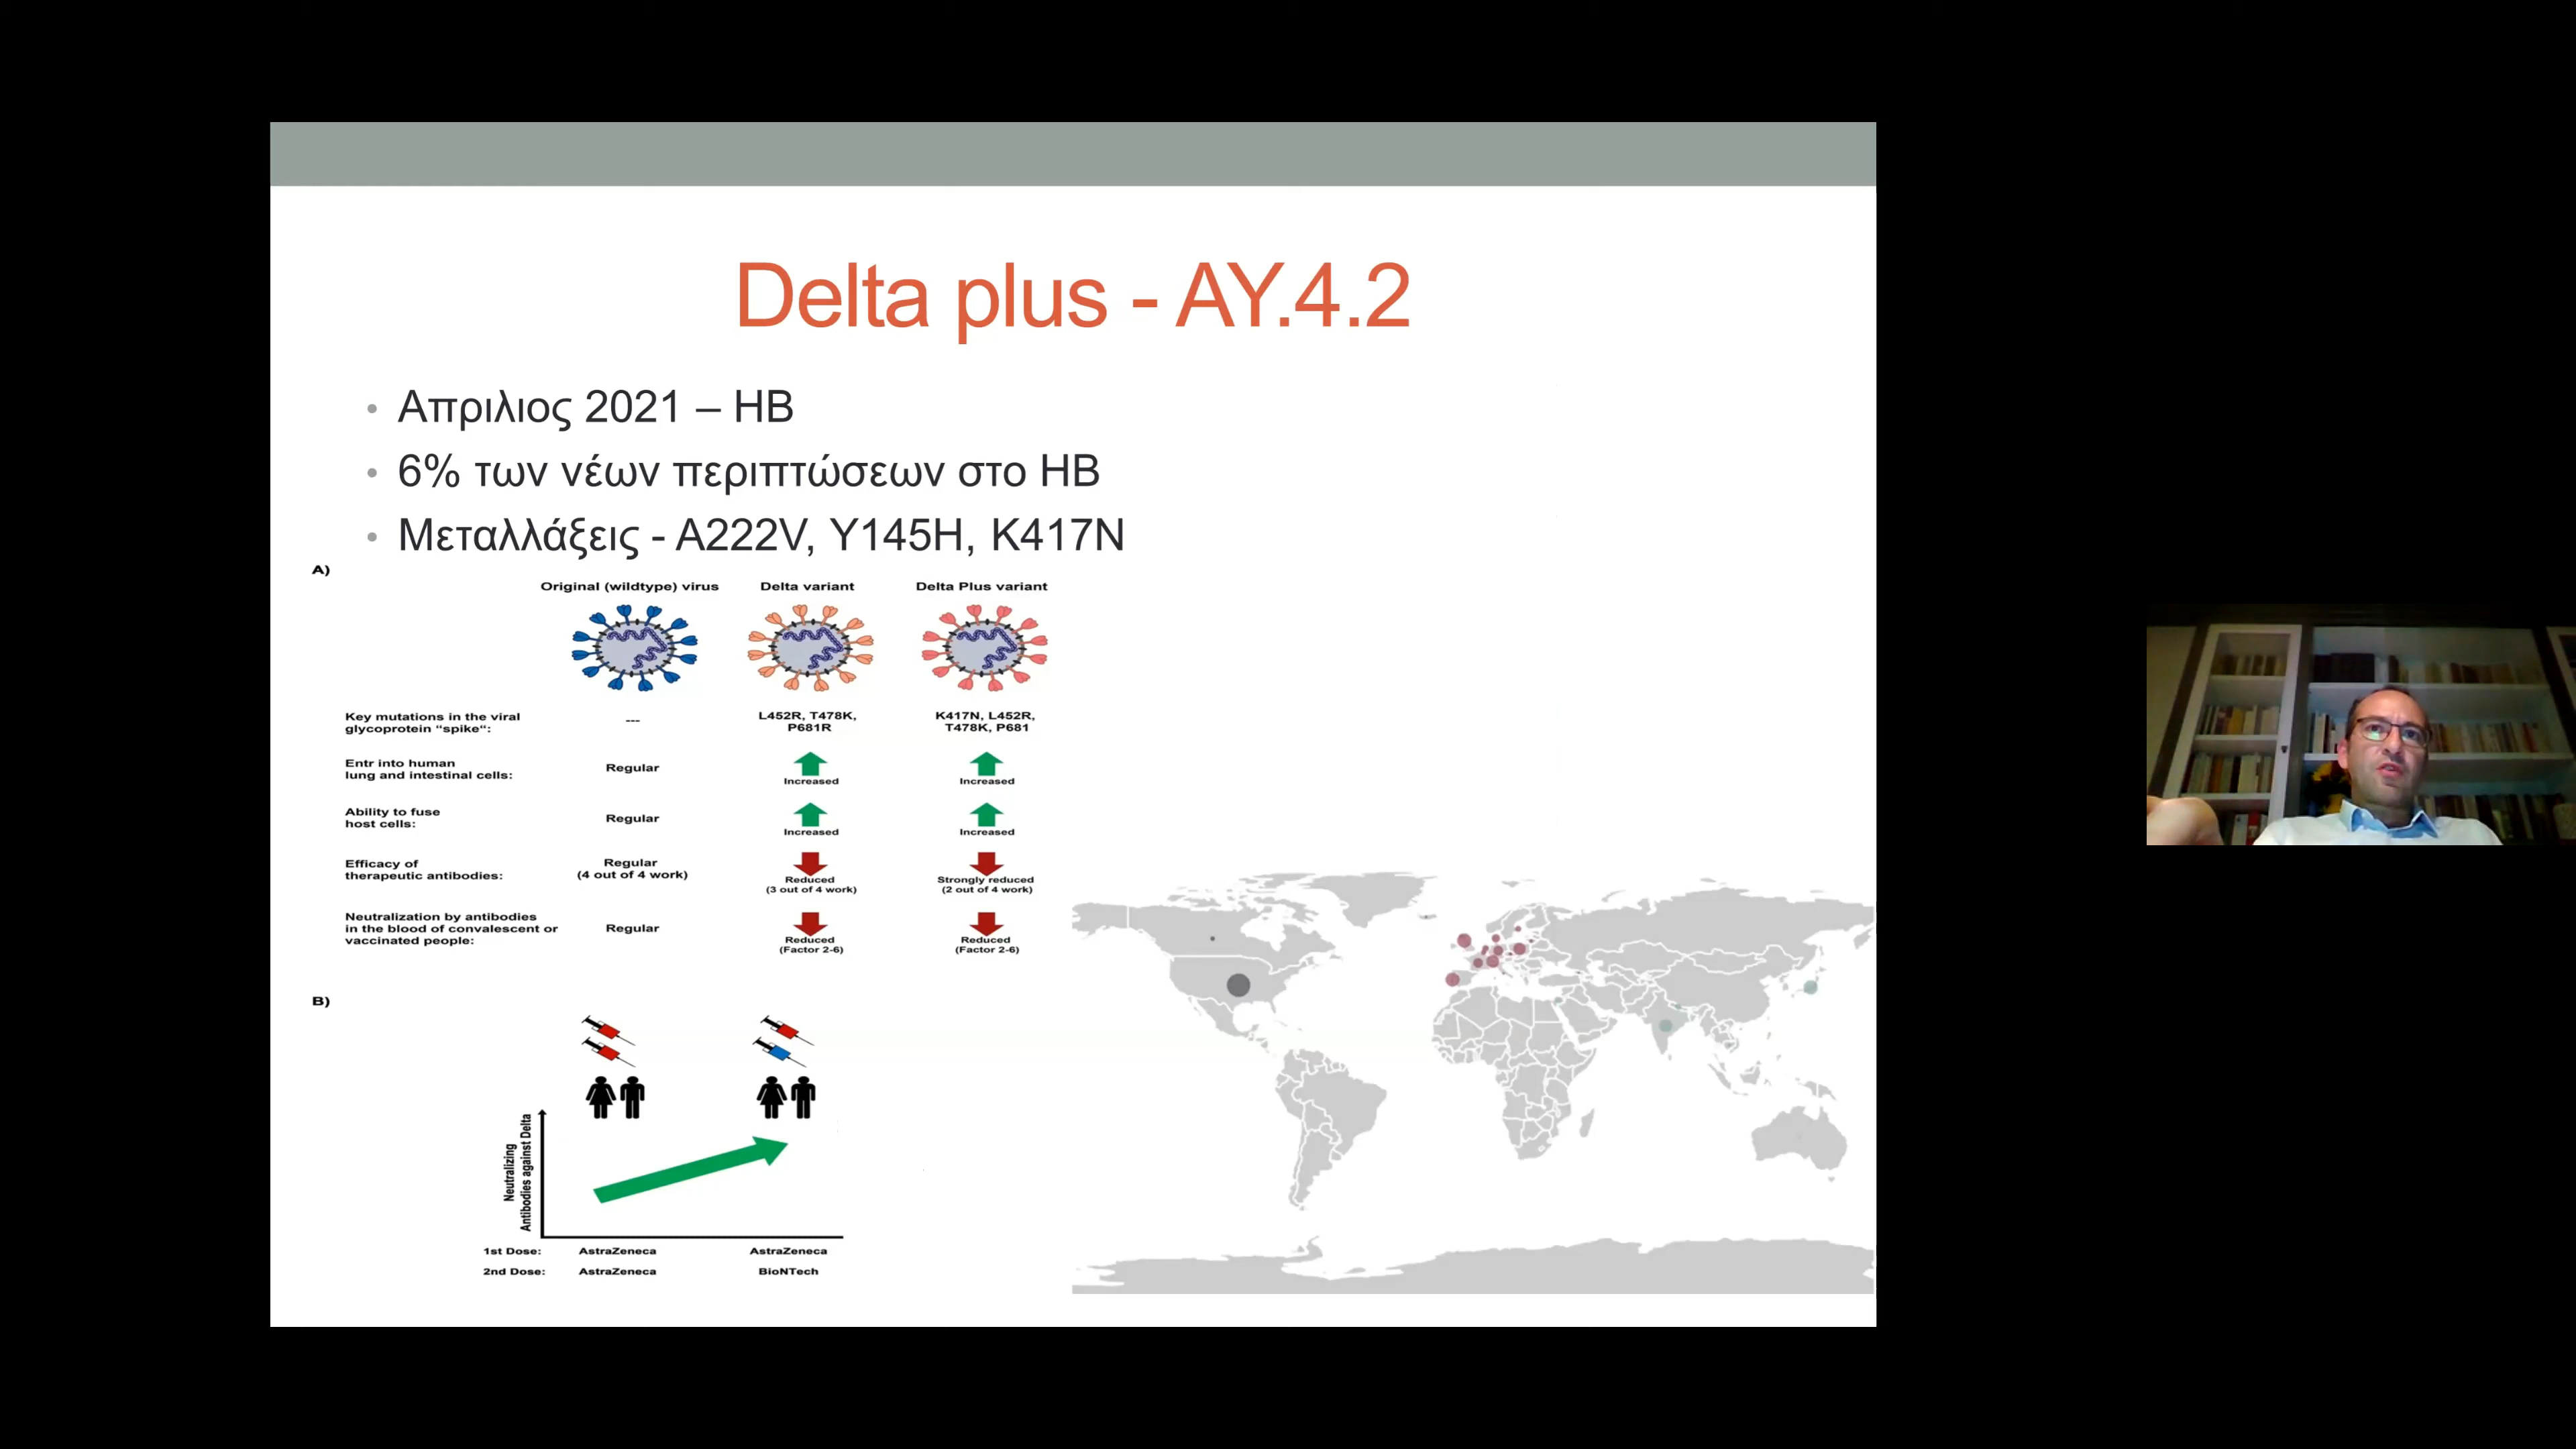 Delta plus - AY.4.2
• Απριλιος 2021 – ΗΒ
• 6% των νέων περιπτώσεων στο ΗΒ
• Μεταλλάξεις - A222V, Y145H, K417N
A)
Original (wildtype) virus Delta variant Delta Plus variant
Key mutations in the viral
glycoprotein “spike“:
---
L452R, T478K,
P681R
K417N, L452R,
T478K, P681
Entr into human
lung and intestinal cells:
Regular
Increased
Increased
Ability to fuse
host cells:
Regular
Increased
Increased
Efficacy of
therapeutic antibodies:
Regular
(4 out of 4 work)
Reduced
(3 out of 4 work)
Strongly reduced
(2 out of 4 work)
Neutralization by antibodies
in the blood of convalescent or
vaccinated people:
Regular
Reduced
(Factor 2-6)
Reduced
(Factor 2-6)
B)
Neutralizing
Antibodies against Delta
1st Dose: AstraZeneca AstraZeneca
2nd Dose: AstraZeneca BioNTech